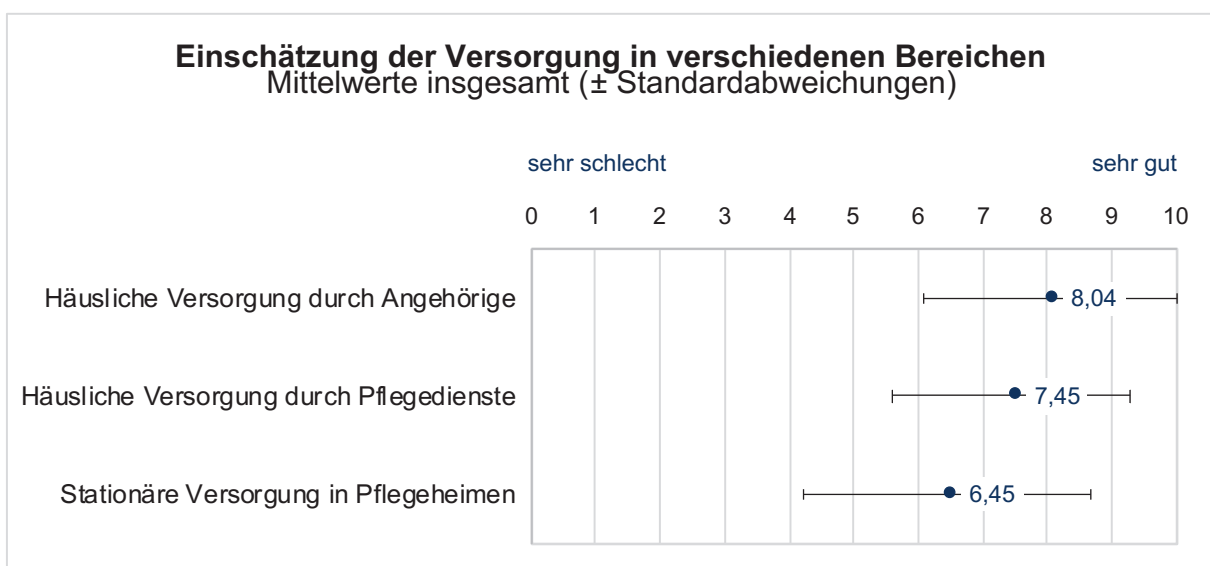 Einschätzung der Versorgung in verschiedenen Bereichen
Mittelwerte insgesamt (± Standardabweichungen)
sehr schlecht sehr gut
0 1 2 3 4 5 6 7 8 9 10
Häusliche Versorgung durch Angehörige 8,04
Häusliche Versorgung durch Pflegedienste 7,45
Stationäre Versorgung in Pflegeheimen 6,45